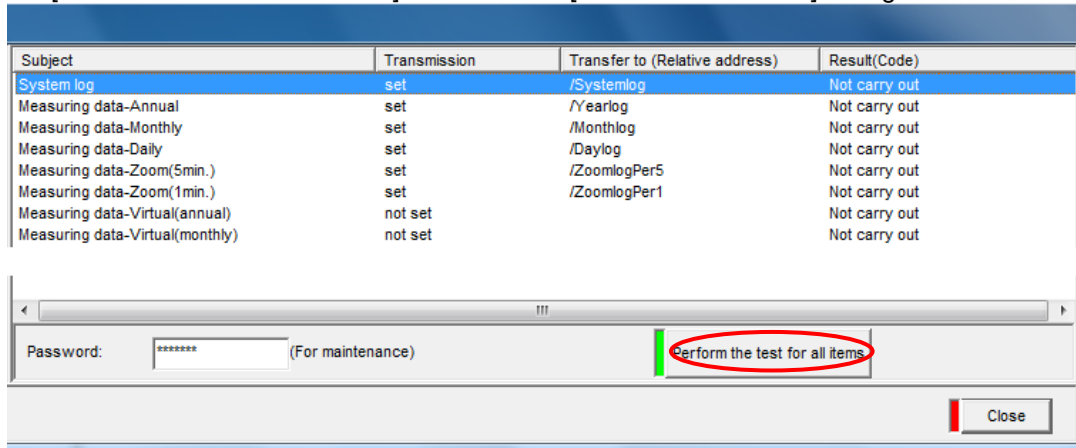 Subject Transmission Transfer to (Relative address) Result(Code)
System log set /Systemlog Not carry out
Measuring data-Annual set /Yearlog Not carry out
Measuring data-Monthly set /Monthlog Not carry out
Measuring data-Daily set /Daylog Not carry out
Measuring data-Zoom(5min.) set /ZoomlogPer5 Not carry out
Measuring data-Zoom(1min.) set /ZoomlogPer1 Not carry out
Measuring data-Virtual(annual) not set Not carry out
Measuring data-Virtual(monthly) not set Not carry out
Password: ******* (For maintenance) Perform the test for all items
Close